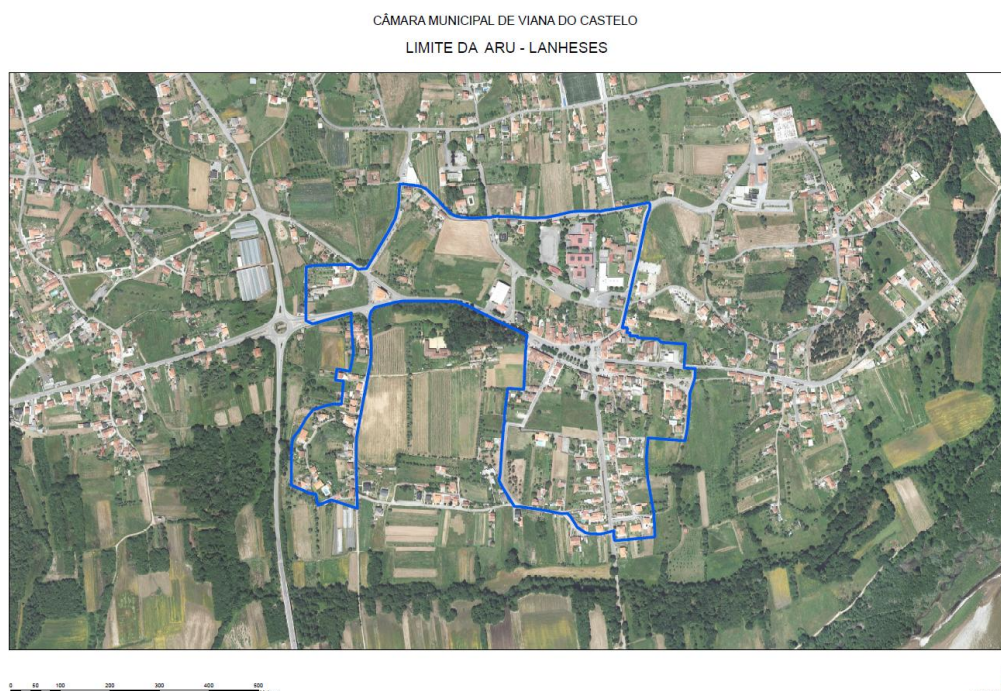 CÂMARA MUNICIPAL DE VIANA DO CASTELO
LIMITE DA ARU - LANHESES
0 50 100 200 300 400 500